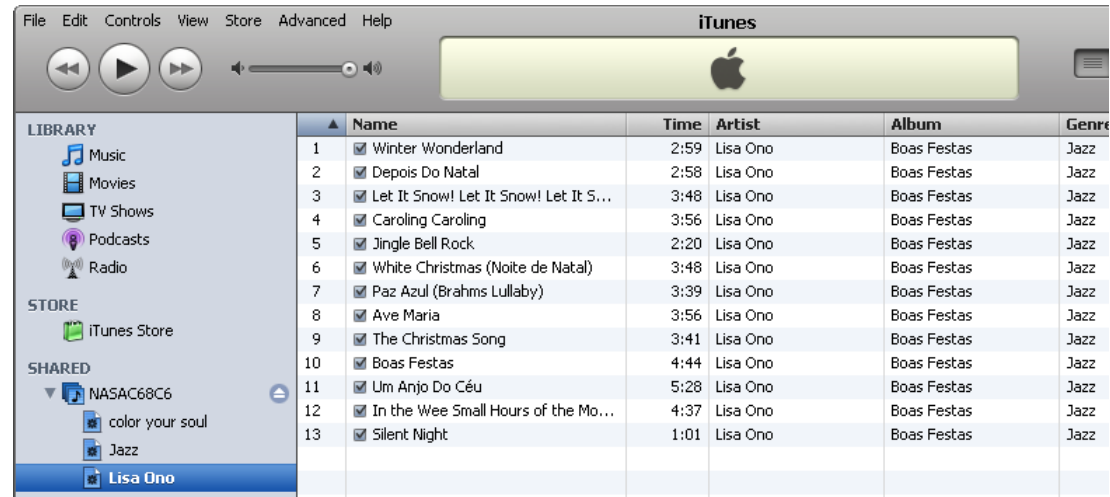 File Edit Controls View Store Advanced Help
iTunes
LIBRARY
Music
Movies
TV Shows
Podcasts
Radio
STORE
iTunes Store
SHARED
NASAC68C6
color your soul
Jazz
Lisa Ono
Name Time Artist Album Genre
1 Winter Wonderland 2:59 Lisa Ono Boas Festas Jazz
2 Depois Do Natal 2:58 Lisa Ono Boas Festas Jazz
3 Let It Snow! Let It Snow! Let It S... 3:48 Lisa Ono Boas Festas Jazz
4 Caroling Caroling 3:56 Lisa Ono Boas Festas Jazz
5 Jingle Bell Rock 2:20 Lisa Ono Boas Festas Jazz
6 White Christmas (Noite de Natal) 3:48 Lisa Ono Boas Festas Jazz
7 Paz Azul (Brahms Lullaby) 3:39 Lisa Ono Boas Festas Jazz
8 Ave Maria 3:56 Lisa Ono Boas Festas Jazz
9 The Christmas Song 3:41 Lisa Ono Boas Festas Jazz
10 Boas Festas 4:44 Lisa Ono Boas Festas Jazz
11 Um Anjo Do Céu 5:28 Lisa Ono Boas Festas Jazz
12 In the Wee Small Hours of the Mo... 4:37 Lisa Ono Boas Festas Jazz
13 Silent Night 1:01 Lisa Ono Boas Festas Jazz